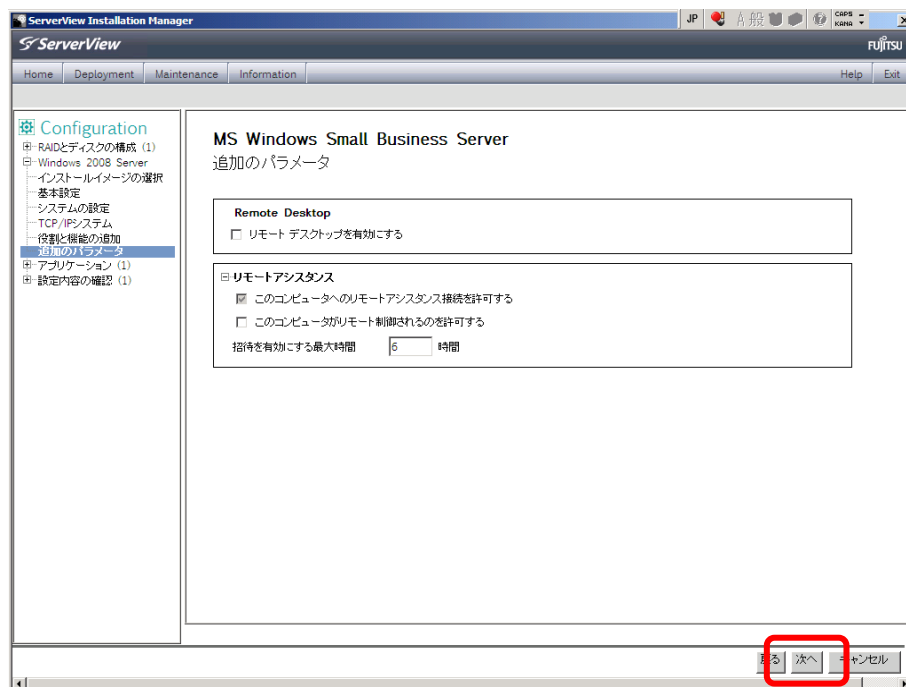 ServerView Installation Manager
JP A 般 CAPS KANA
ServerView
FUJITSU
Home Deployment Maintenance Information Help Exit
Configuration
RAIDとディスクの構成 (1)
Windows 2008 Server
インストールイメージの選択
基本設定
システムの設定
TCP/IPシステム
役割と機能の追加
追加のパラメータ
アプリケーション (1)
設定内容の確認 (1)
MS Windows Small Business Server
追加のパラメータ
Remote Desktop
リモート デスクトップを有効にする
リモートアシスタンス
このコンピュータへのリモートアシスタンス接続を許可する
このコンピュータがリモート制御されるのを許可する
招待を有効にする最大時間 6 時間
戻る 次へ キャンセル